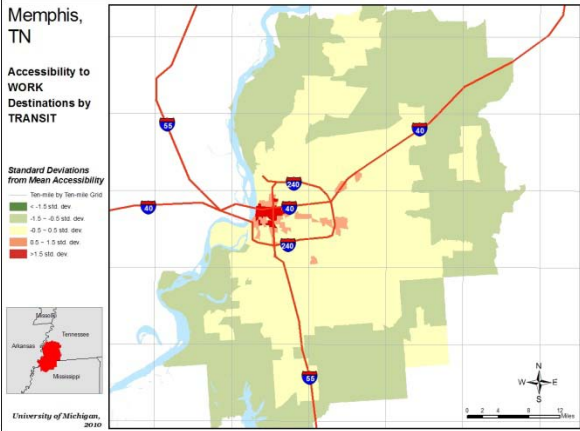 Memphis,
TN
Accessibility to
WORK
Destinations by
TRANSIT
Standard Deviations
from Mean Accessibility
Ten-mile by Ten-mile Grid
< -1.5 std. dev.
-1.5 - -0.5 std. dev.
-0.5 - 0.5 std. dev.
0.5 - 1.5 std. dev.
>1.5 std. dev.
55
40
240
40
40
240
55
Missouri
Tennessee
Arkansas
Mississippi
University of Michigan,
2010
N
W E
S
0 2 4 8 12
Miles